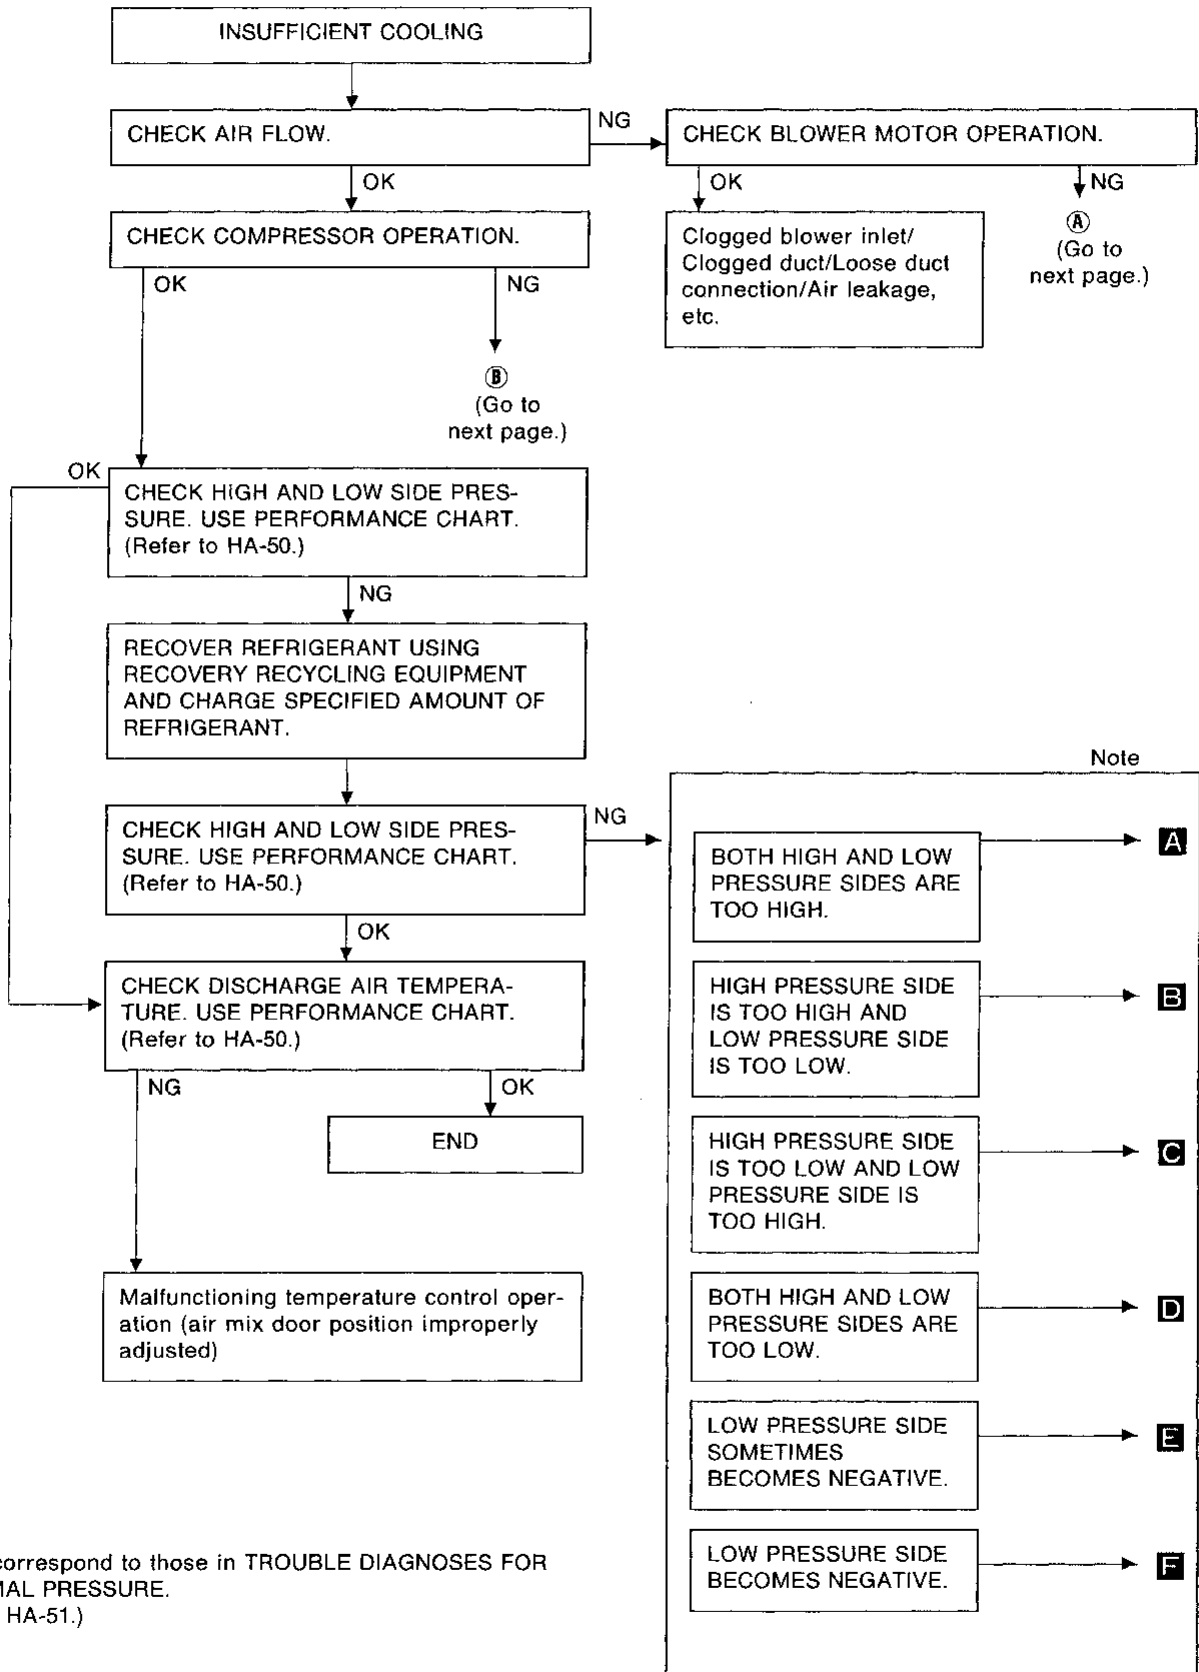 INSUFFICIENT COOLING
CHECK AIR FLOW.
NG
CHECK BLOWER MOTOR OPERATION.
OK
OK
NG
CHECK COMPRESSOR OPERATION.
Clogged blower inlet/
Clogged duct/Loose duct
connection/Air leakage,
etc.
Ⓐ
(Go to
next page.)
OK
NG
Ⓑ
(Go to
next page.)
OK
CHECK HIGH AND LOW SIDE PRES-
SURE. USE PERFORMANCE CHART.
(Refer to HA-50.)
NG
RECOVER REFRIGERANT USING
RECOVERY RECYCLING EQUIPMENT
AND CHARGE SPECIFIED AMOUNT OF
REFRIGERANT.
CHECK HIGH AND LOW SIDE PRES-
SURE. USE PERFORMANCE CHART.
(Refer to HA-50.)
NG
OK
CHECK DISCHARGE AIR TEMPERA-
TURE. USE PERFORMANCE CHART.
(Refer to HA-50.)
NG
OK
END
Malfunctioning temperature control oper-
ation (air mix door position improperly
adjusted)
Note
BOTH HIGH AND LOW
PRESSURE SIDES ARE
TOO HIGH.
A
HIGH PRESSURE SIDE
IS TOO HIGH AND
LOW PRESSURE SIDE
IS TOO LOW.
B
HIGH PRESSURE SIDE
IS TOO LOW AND LOW
PRESSURE SIDE IS
TOO HIGH.
C
BOTH HIGH AND LOW
PRESSURE SIDES ARE
TOO LOW.
D
LOW PRESSURE SIDE
SOMETIMES
BECOMES NEGATIVE.
E
LOW PRESSURE SIDE
BECOMES NEGATIVE.
F
correspond to those in TROUBLE DIAGNOSES FOR
MAL PRESSURE.
HA-51.)